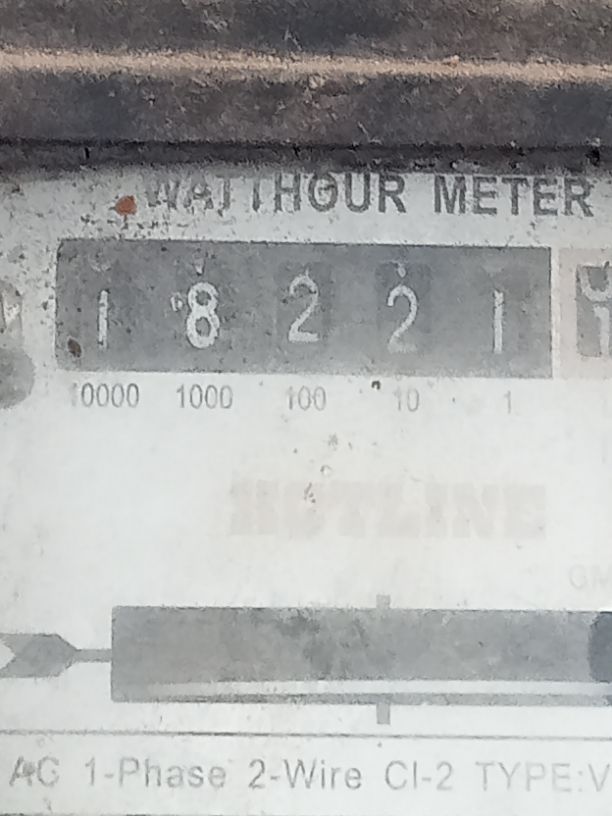 WATTHOUR METER
1 8 2 2 1
10000 1000 100 10 1
HOTLINE
AC 1-Phase 2-Wire Cl-2 TYPE:V